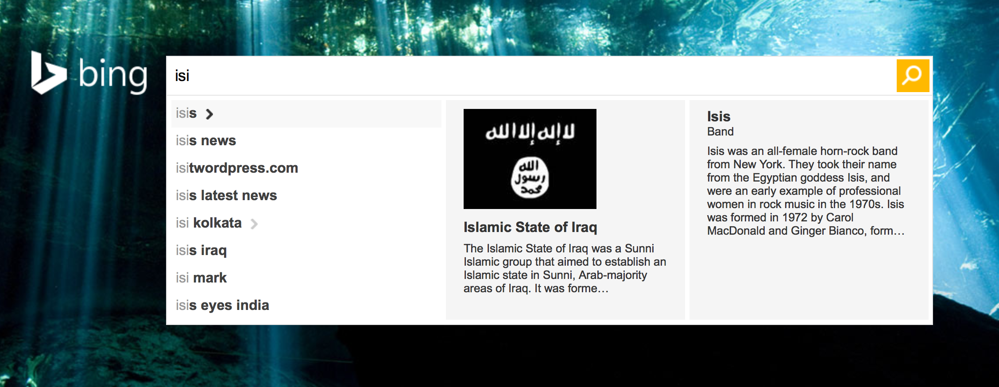 bing
isi
isis
isis news
isitwordpress.com
isis latest news
isi kolkata
isis iraq
isi mark
isis eyes india
لا إله إلا الله
الله
رسول
محمد
Islamic State of Iraq
The Islamic State of Iraq was a Sunni
Islamic group that aimed to establish an
Islamic state in Sunni, Arab-majority
areas of Iraq. It was forme…
Isis
Band
Isis was an all-female horn-rock band
from New York. They took their name
from the Egyptian goddess Isis, and
were an early example of professional
women in rock music in the 1970s. Isis
was formed in 1972 by Carol
MacDonald and Ginger Bianco, form…